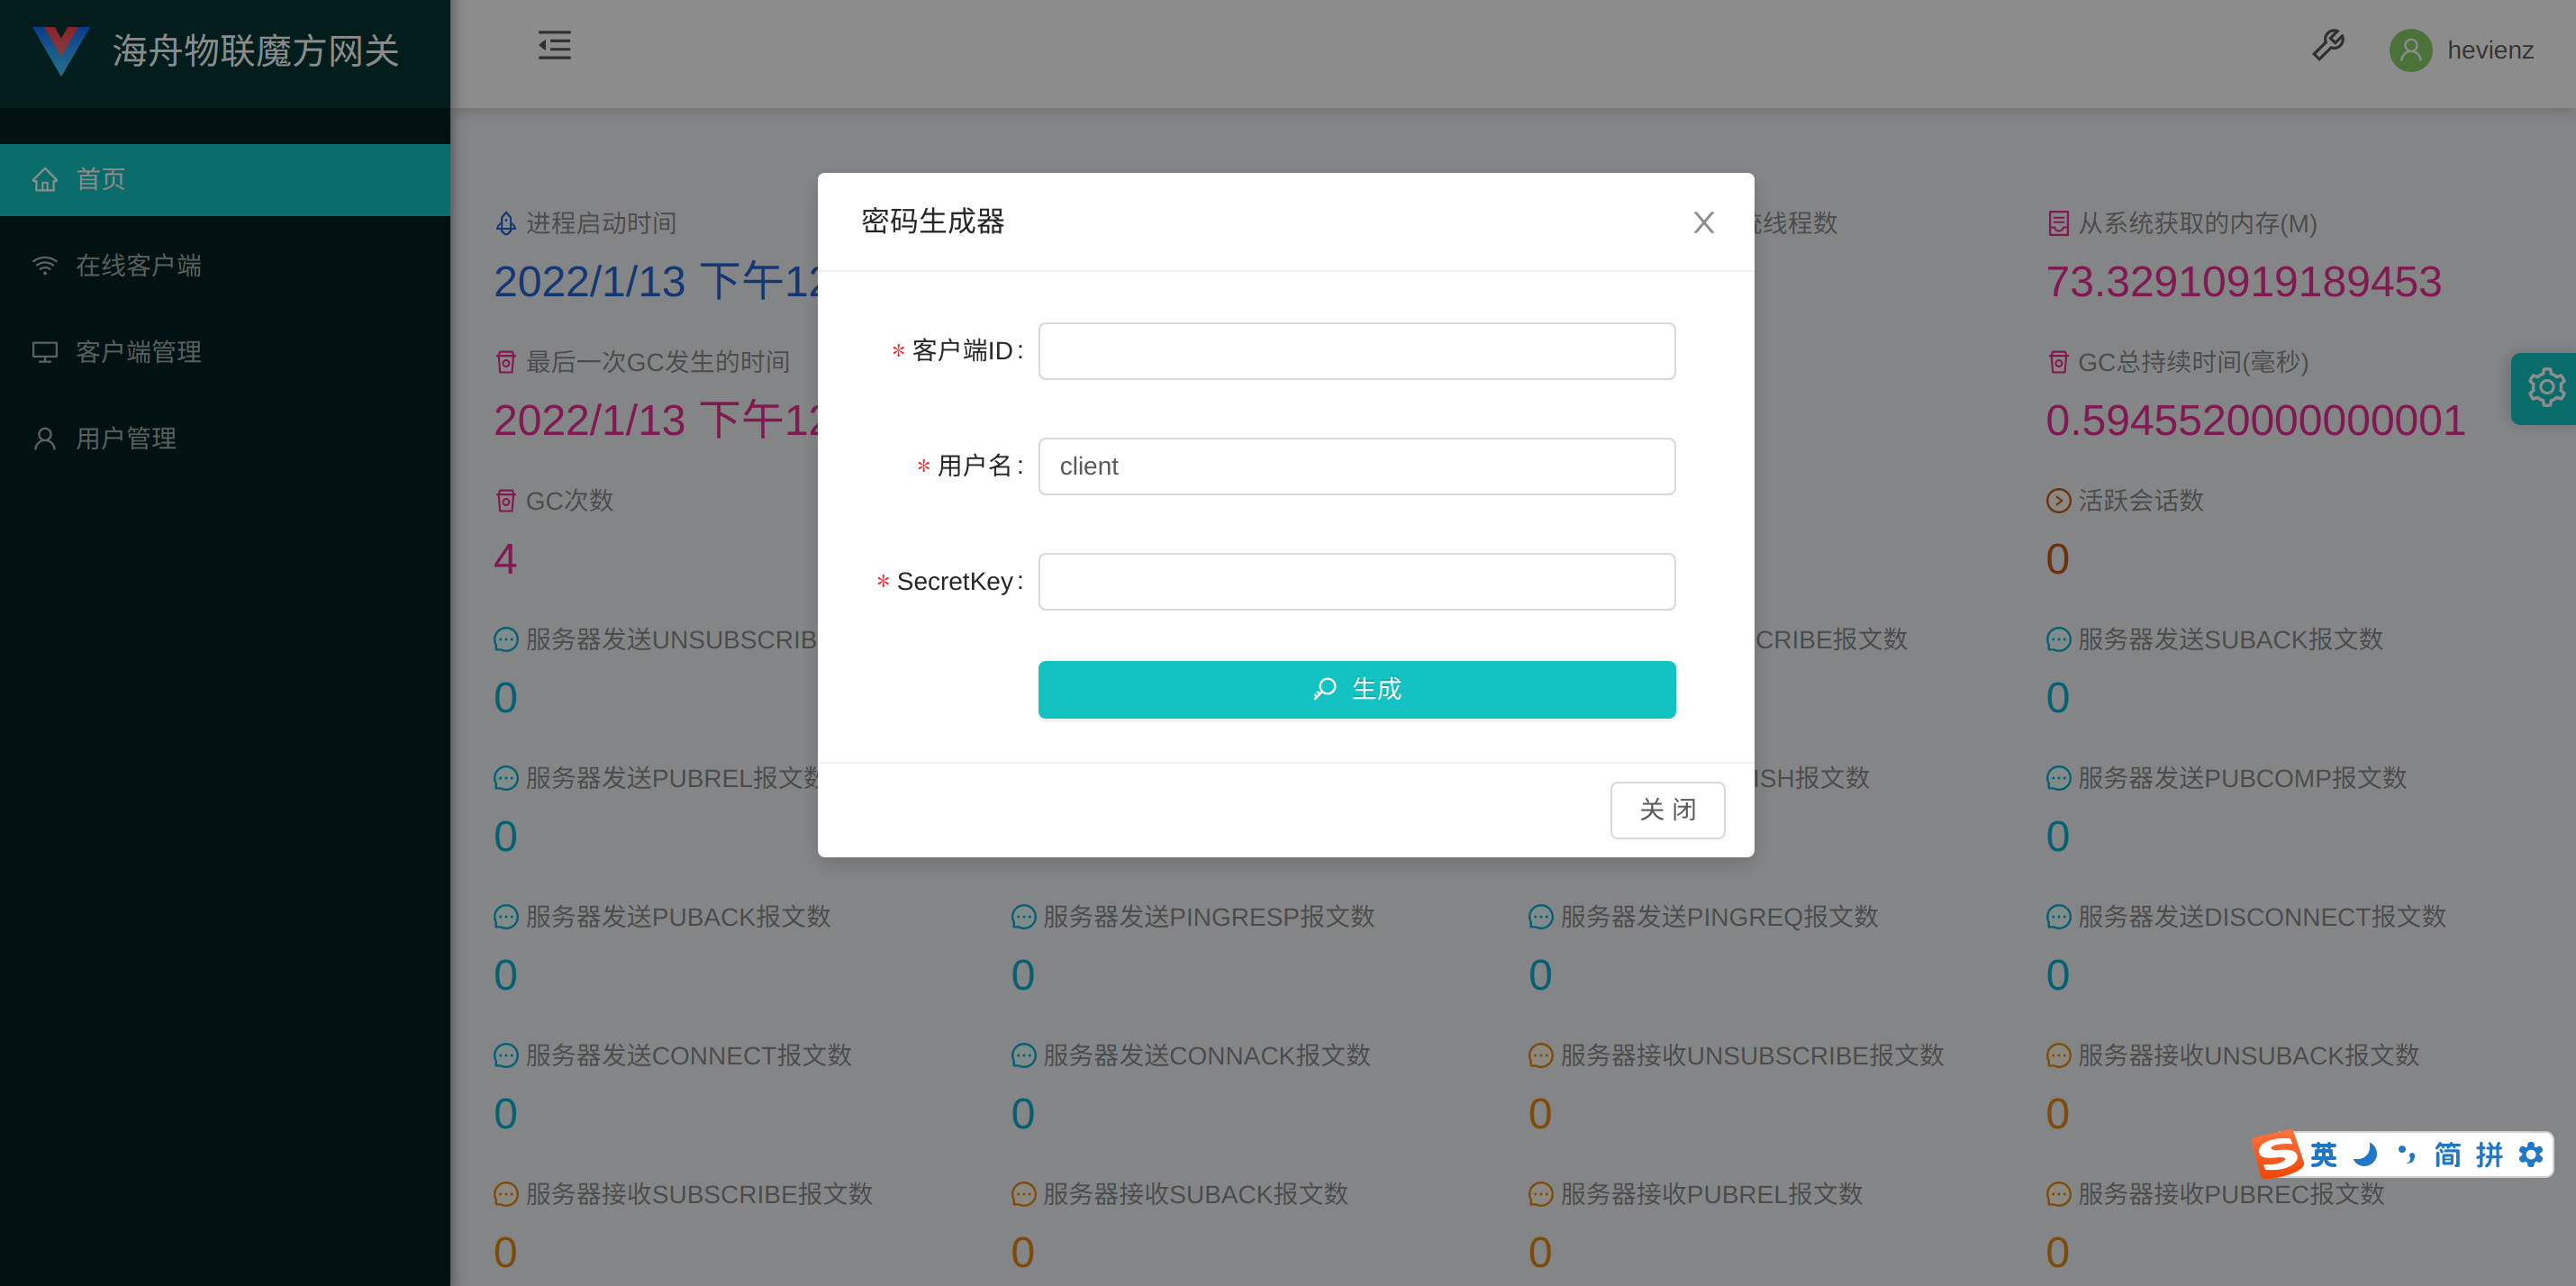 海舟物联魔方网关
hevienz
首页
在线客户端
客户端管理
用户管理
进程启动时间
2022/1/13 下午12
线程数
从系统获取的内存(M)
73.32910919189453
最后一次GC发生的时间
2022/1/13 下午12
GC总持续时间(毫秒)
0.5945520000000001
GC次数
4
活跃会话数
0
密码生成器
* 客户端ID:
* 用户名: client
* SecretKey:
生成
关 闭
服务器发送UNSUBSCRIB
0
CRIBE报文数
服务器发送SUBACK报文数
0
服务器发送PUBREL报文数
0
ISH报文数
服务器发送PUBCOMP报文数
0
服务器发送PUBACK报文数
0
服务器发送PINGRESP报文数
0
服务器发送PINGREQ报文数
0
服务器发送DISCONNECT报文数
0
服务器发送CONNECT报文数
0
服务器发送CONNACK报文数
0
服务器接收UNSUBSCRIBE报文数
0
服务器接收UNSUBACK报文数
0
英 简 拼
服务器接收SUBSCRIBE报文数
0
服务器接收SUBACK报文数
0
服务器接收PUBREL报文数
0
服务器接收PUBREC报文数
0